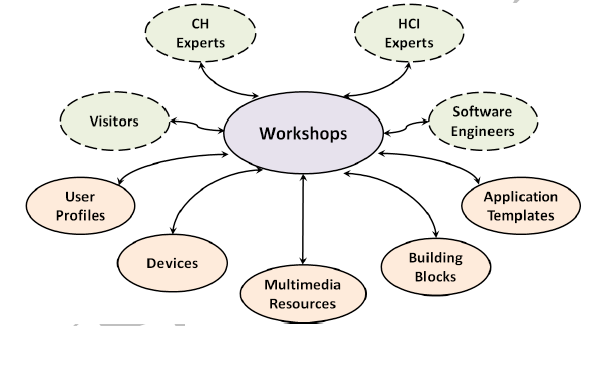 CH
Experts
HCI
Experts
Visitors
Workshops
Software
Engineers
User
Profiles
Application
Templates
Devices
Building
Blocks
Multimedia
Resources